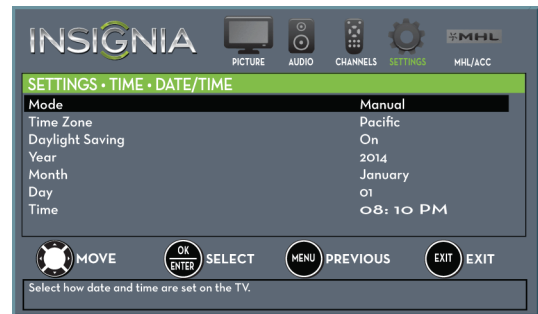 INSIGNIA
PICTURE AUDIO CHANNELS SETTINGS MHL MHL/ACC
SETTINGS • TIME • DATE/TIME
Mode Manual
Time Zone Pacific
Daylight Saving On
Year 2014
Month January
Day 01
Time 08: 10 PM
MOVE OK ENTER SELECT MENU PREVIOUS EXIT EXIT
Select how date and time are set on the TV.